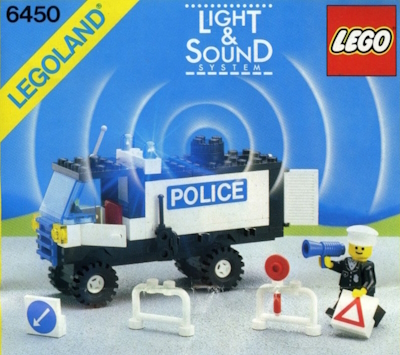 6450
LEGOLAND®
LIGHT
&
SOUND
SYSTEM
LEGO
POLICE